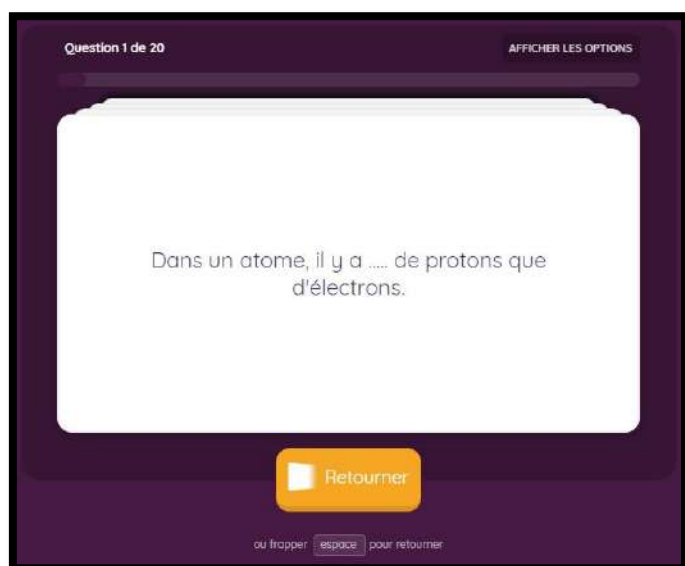 Question 1 de 20
AFFICHER LES OPTIONS
Dans un atome, il y a ..... de protons que
d'électrons.
Retourner
ou frapper espace pour retourner